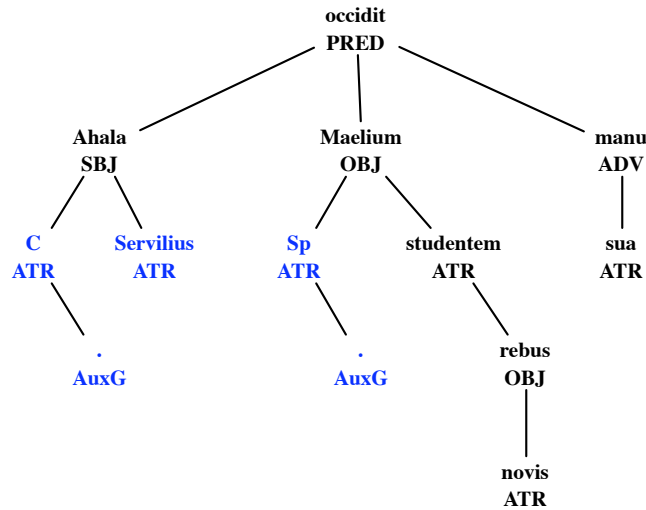 occidit
PRED
Ahala Maelium manu
SBJ OBJ ADV
C Servilius Sp studentem sua
ATR ATR ATR ATR ATR
. . rebus
AuxG AuxG OBJ
novis
ATR